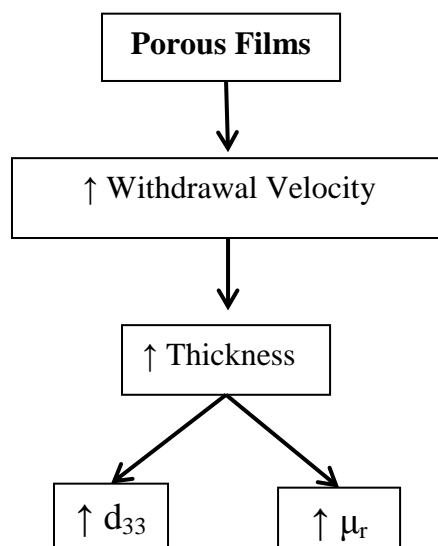 Porous Films
↑ Withdrawal Velocity
↑ Thickness
↑ d₃₃
↑ μᵣ